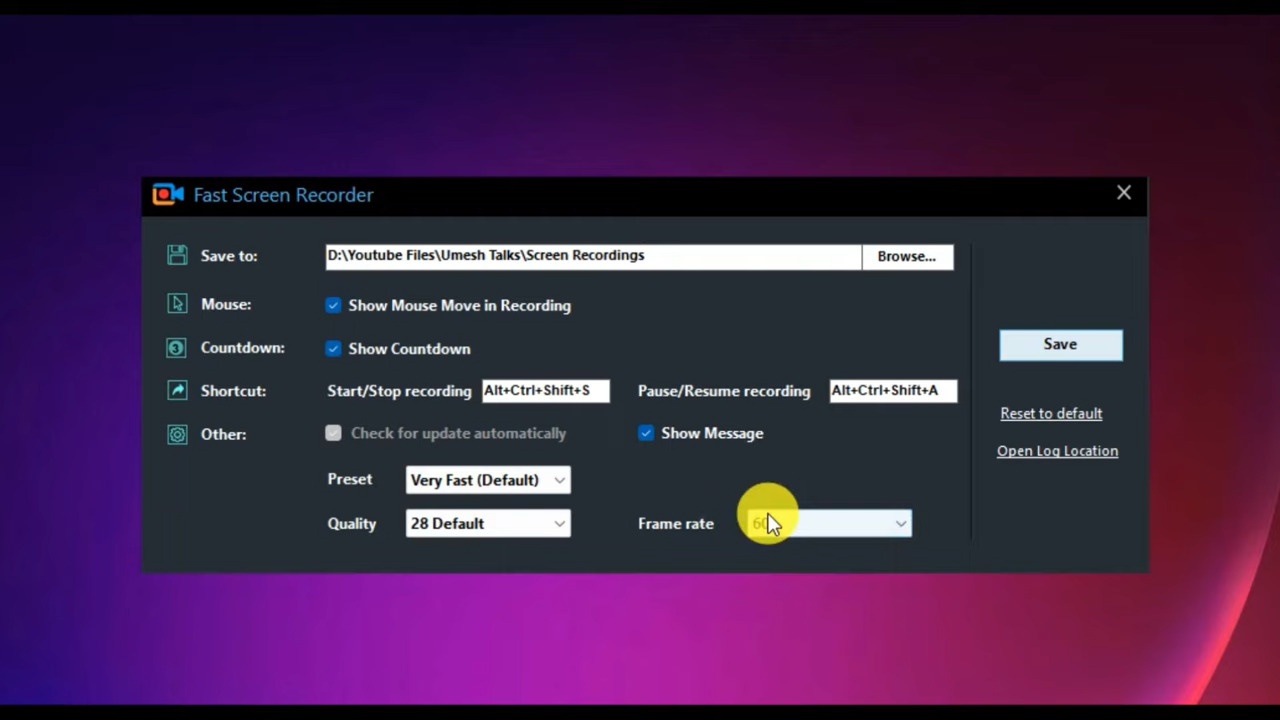 Fast Screen Recorder
Save to: D:\Youtube Files\Umesh Talks\Screen Recordings Browse...
Mouse: Show Mouse Move in Recording
Countdown: Show Countdown
Save
Shortcut: Start/Stop recording Alt+Ctrl+Shift+S Pause/Resume recording Alt+Ctrl+Shift+A
Reset to default
Other: Check for update automatically Show Message
Open Log Location
Preset Very Fast (Default)
Quality 28 Default Frame rate 60